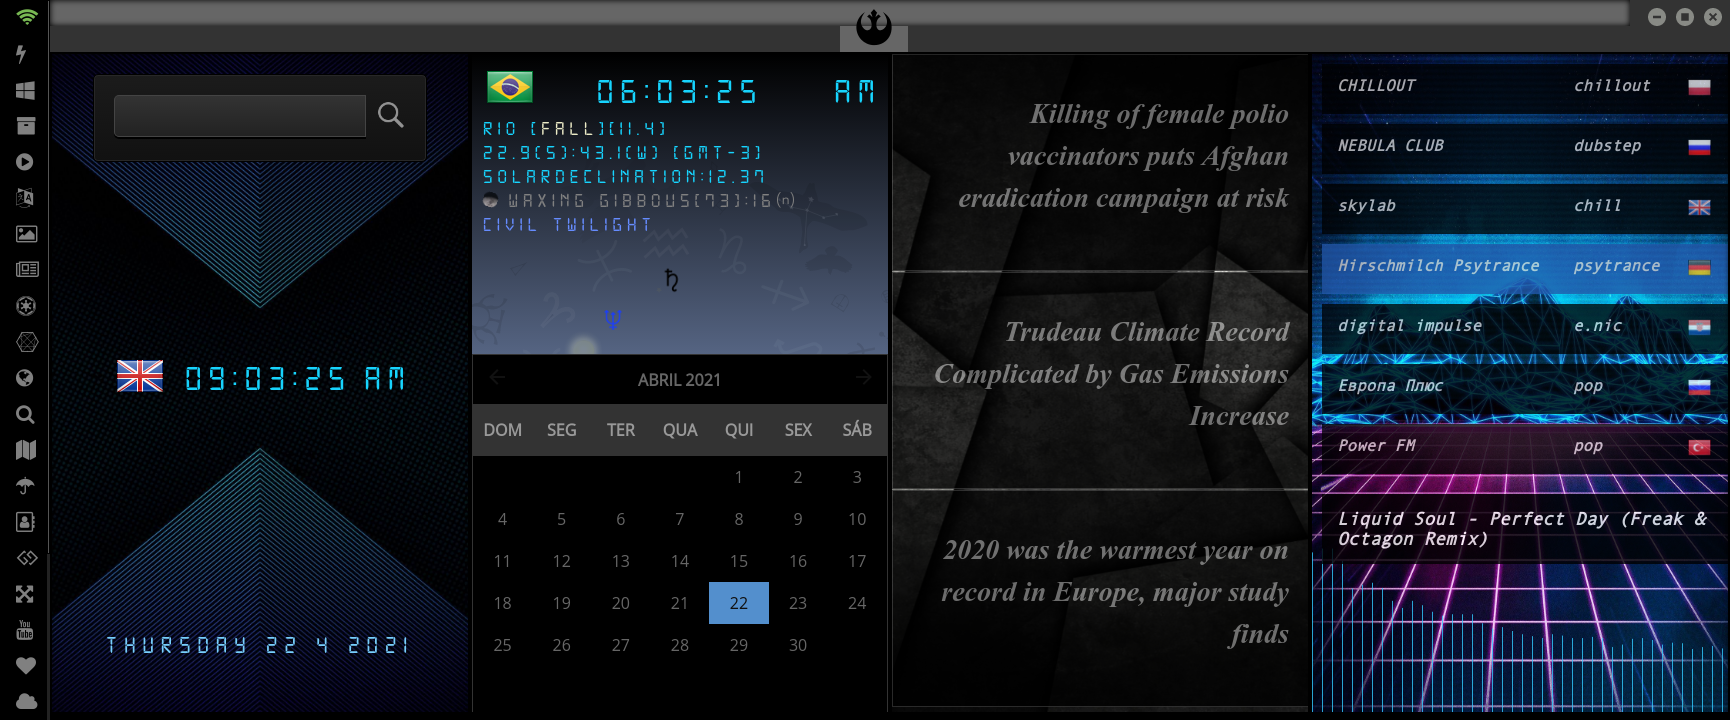 09:03:25 AM
THURSDAY 22 4 2021
06:03:25 AM
RIO [FALL][11.4]
22.9(S):43.1(W) [GMT-3]
SOLARDECLINATION:12.37
WAXING GIBBOUS[73]:16(n)
CIVIL TWILIGHT
ABRIL 2021
DOM SEG TER QUA QUI SEX SÁB
1 2 3
4 5 6 7 8 9 10
11 12 13 14 15 16 17
18 19 20 21 22 23 24
25 26 27 28 29 30
Killing of female polio
vaccinators puts Afghan
eradication campaign at risk
Trudeau Climate Record
Complicated by Gas Emissions
Increase
2020 was the warmest year on
record in Europe, major study
finds
CHILLOUT chillout
NEBULA CLUB dubstep
skylab chill
Hirschmilch Psytrance psytrance
digital impulse e.nic
Европа Плюс pop
Power FM pop
Liquid Soul - Perfect Day (Freak &
Octagon Remix)
You
Tube